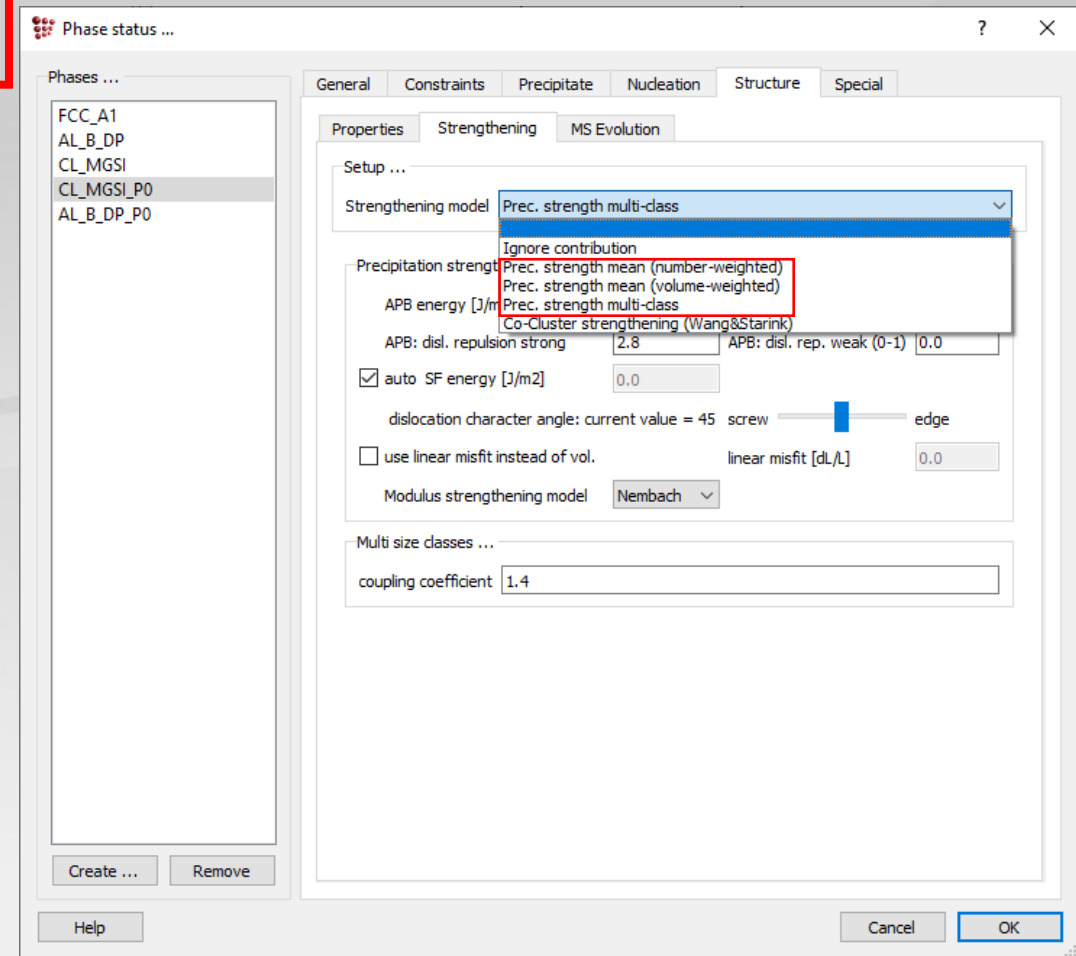 Phase status ...
?
Phases ...
FCC_A1
AL_B_DP
CL_MGSI
CL_MGSI_P0
AL_B_DP_P0
Create ...
Remove
General
Constraints
Precipitate
Nucleation
Structure
Special
Properties
Strengthening
MS Evolution
Setup ...
Strengthening model
Prec. strength multi-class
Ignore contribution
Prec. strength mean (number-weighted)
Prec. strength mean (volume-weighted)
Prec. strength multi-class
Co-Cluster strengthening (Wang&Starink)
APB energy
APB: disl. repulsion strong 2.8 APB: disl. rep. weak (0-1) 0.0
auto SF energy [J/m2] 0.0
dislocation character angle: current value = 45 screw edge
use linear misfit instead of vol. linear misfit [dL/L] 0.0
Modulus strengthening model Nembach
Multi size classes ...
coupling coefficient 1.4
Help
Cancel
OK